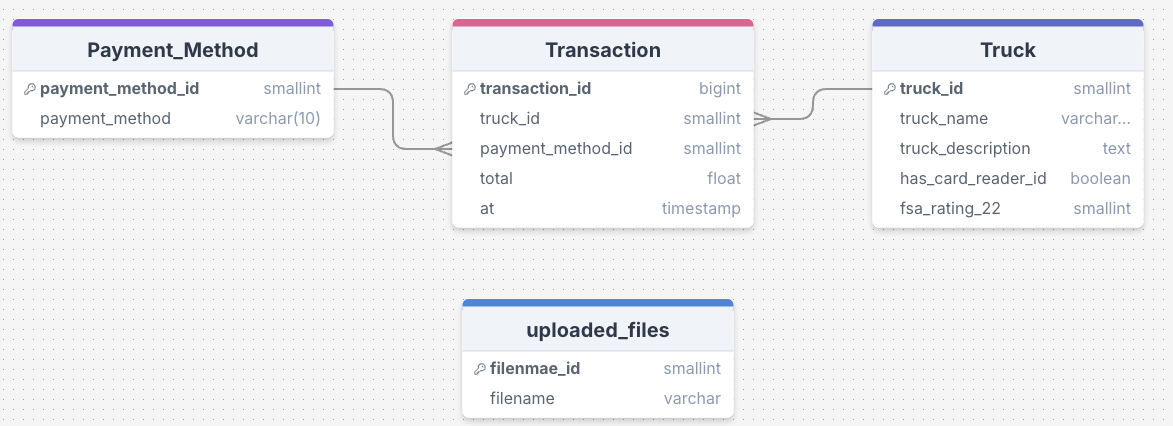 Payment_Method
payment_method_id smallint
payment_method varchar(10)
Transaction
transaction_id bigint
truck_id smallint
payment_method_id smallint
total float
at timestamp
Truck
truck_id smallint
truck_name varchar...
truck_description text
has_card_reader_id boolean
fsa_rating_22 smallint
uploaded_files
filenmae_id smallint
filename varchar